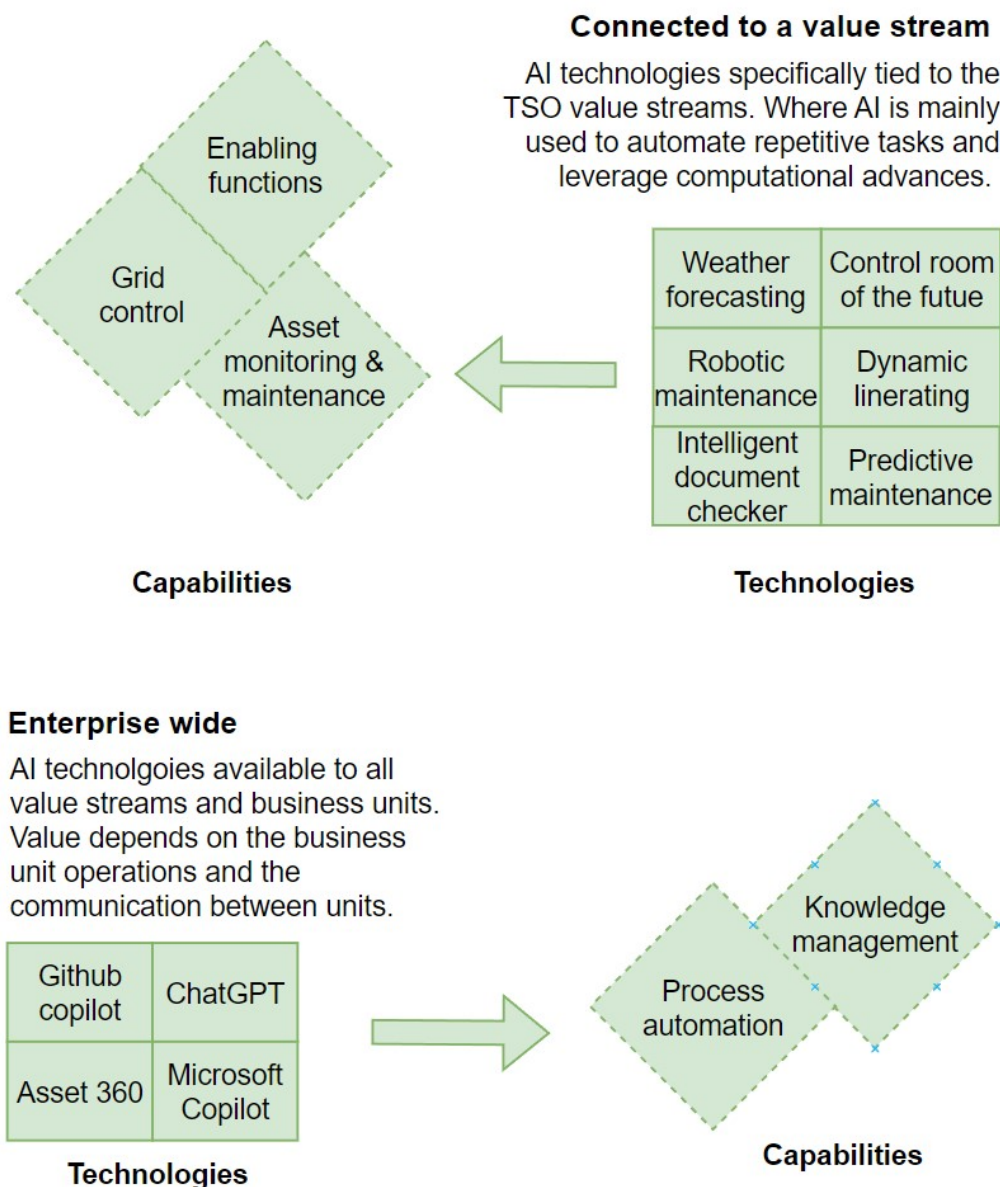 Connected to a value stream
AI technologies specifically tied to the
TSO value streams. Where AI is mainly
used to automate repetitive tasks and
leverage computational advances.
Enabling
functions
Grid
control
Asset
monitoring &
maintenance
Weather
forecasting
Control room
of the futue
Robotic
maintenance
Dynamic
linerating
Intelligent
document
checker
Predictive
maintenance
Capabilities
Technologies
Enterprise wide
AI technolgoies available to all
value streams and business units.
Value depends on the business
unit operations and the
communication between units.
Github
copilot
ChatGPT
Asset 360
Microsoft
Copilot
Technologies
Knowledge
management
Process
automation
Capabilities